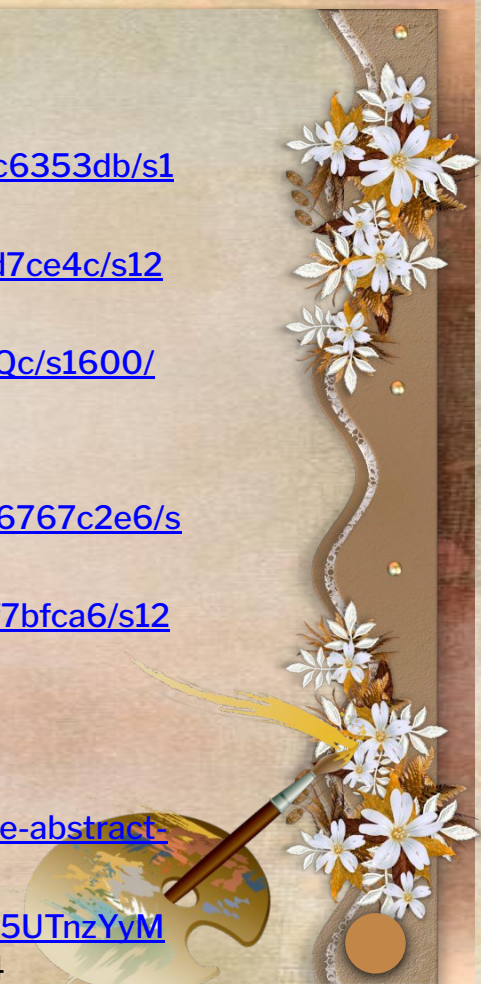 c6353db/s1
d7ce4c/s12
Qc/s1600/
6767c2e6/s
7bfca6/s12
e-abstract-
5UTnzYyM